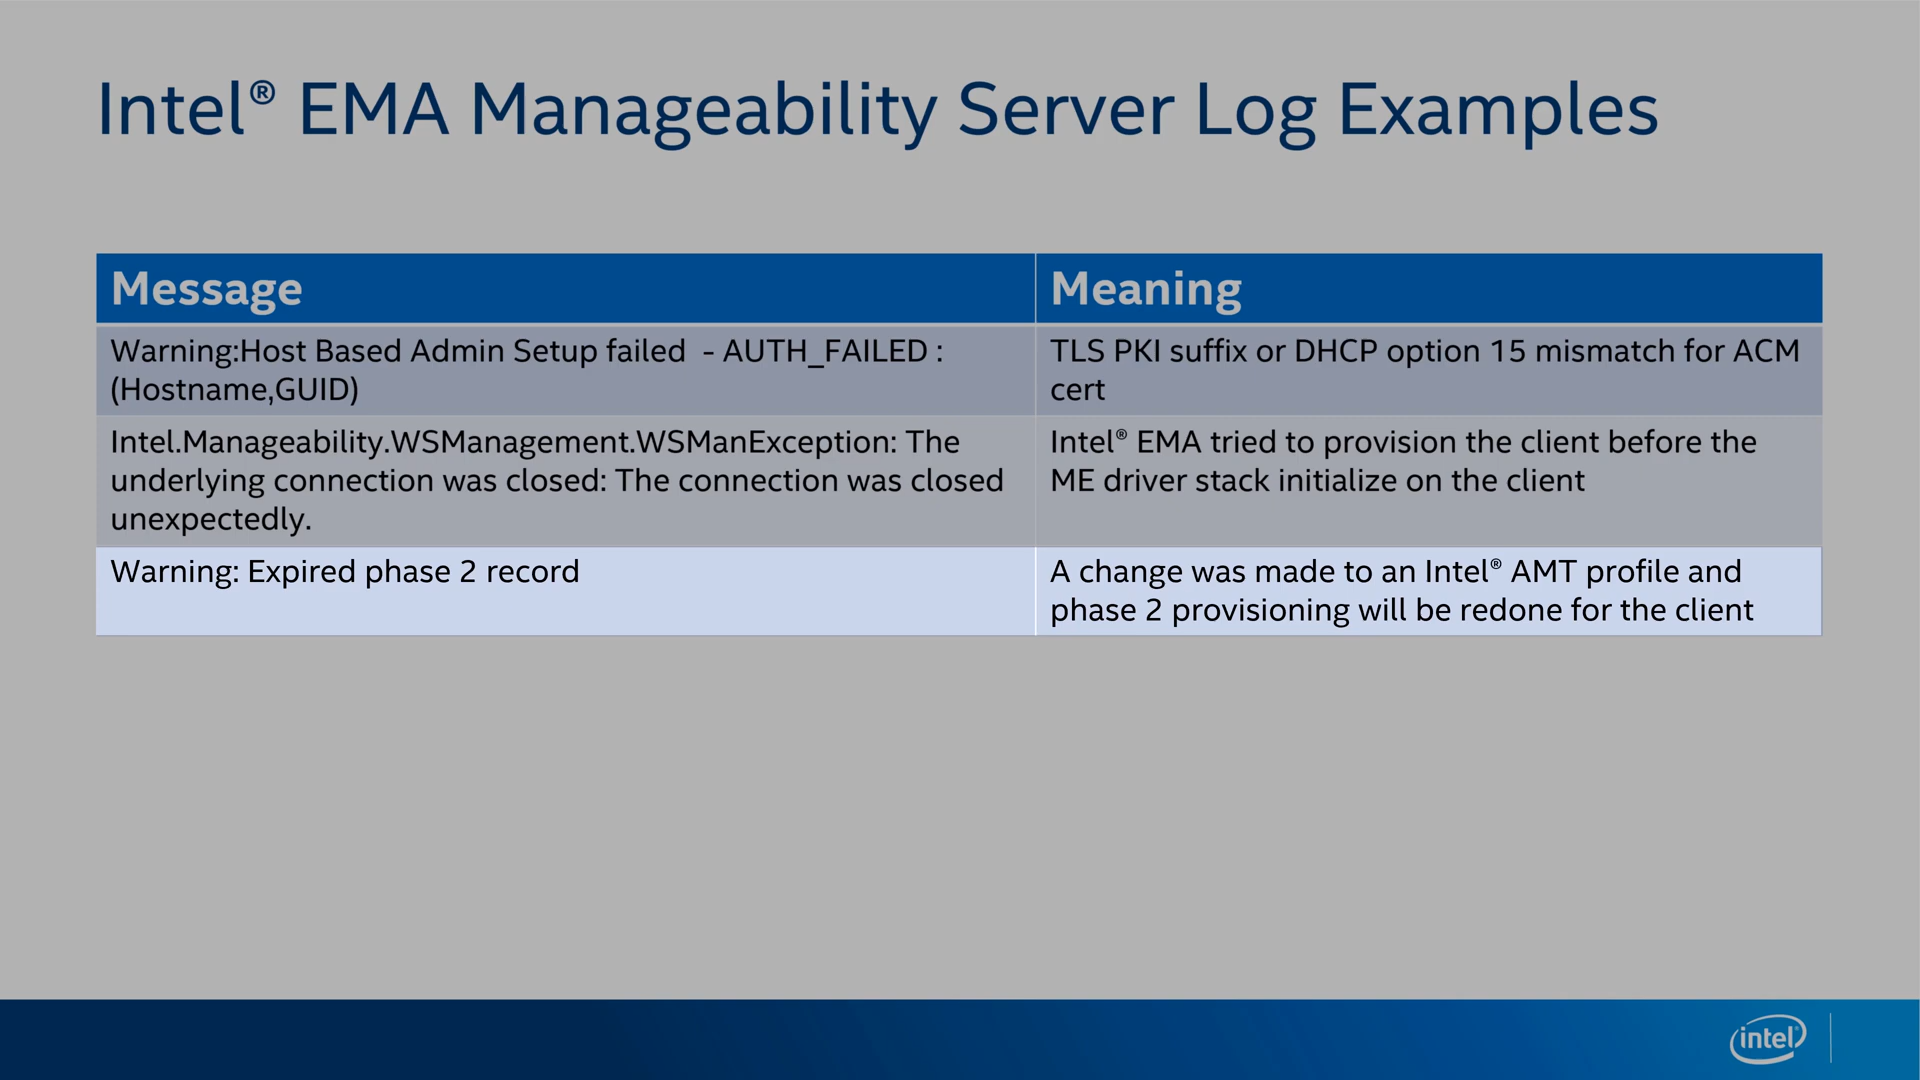 Intel® EMA Manageability Server Log Examples
Message
Meaning
Warning:Host Based Admin Setup failed  - AUTH_FAILED :
(Hostname,GUID)
TLS PKI suffix or DHCP option 15 mismatch for ACM
cert
Intel.Manageability.WSManagement.WSManException: The
underlying connection was closed: The connection was closed
unexpectedly.
Intel® EMA tried to provision the client before the
ME driver stack initialize on the client
Warning: Expired phase 2 record
A change was made to an Intel® AMT profile and
phase 2 provisioning will be redone for the client
intel®